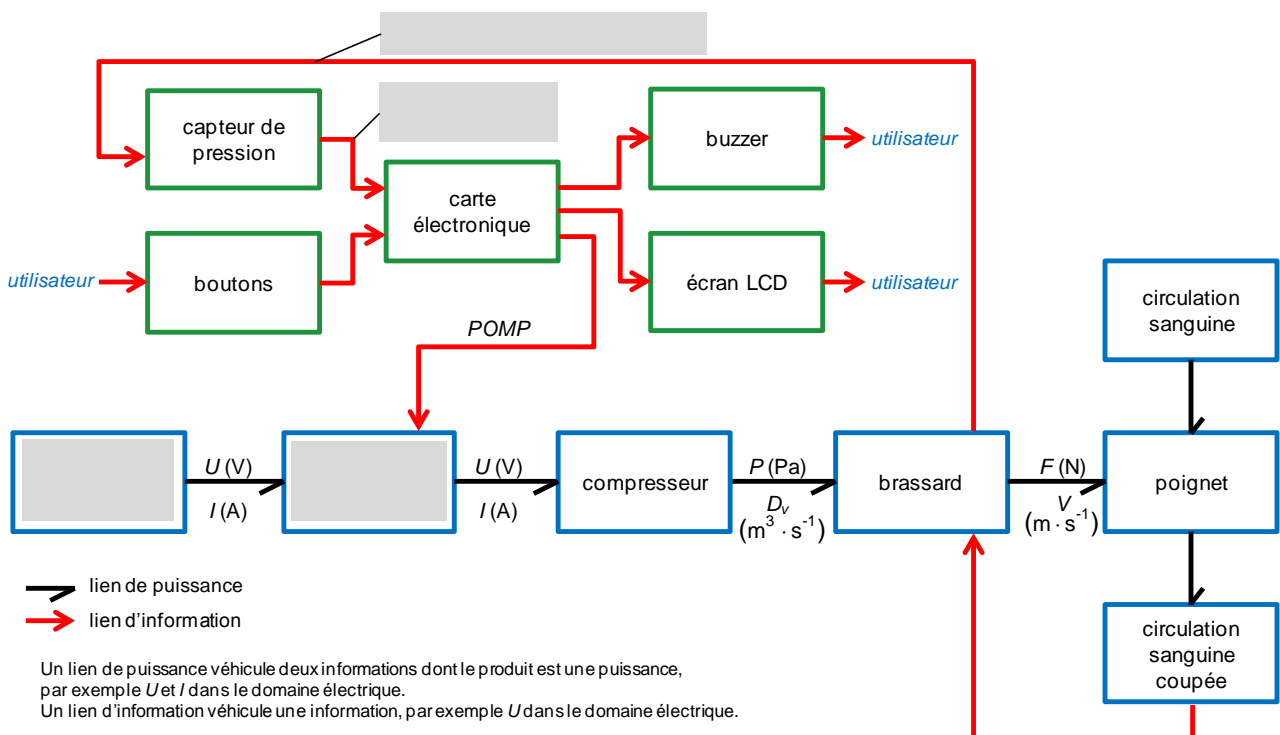 capteur de
pression
buzzer
utilisateur
carte
électronique
utilisateur
boutons
écran LCD
utilisateur
circulation
sanguine
POMP
U (V)
I (A)
U (V)
I (A)
compresseur
P (Pa)
Dv
(m³ · s⁻¹)
brassard
F (N)
V
(m · s⁻¹)
poignet
lien de puissance
lien d’information
circulation
sanguine
coupée
Un lien de puissance véhicule deux informations dont le produit est une puissance,
par exemple U et I dans le domaine électrique.
Un lien d’information véhicule une information, par exemple U dans le domaine électrique.